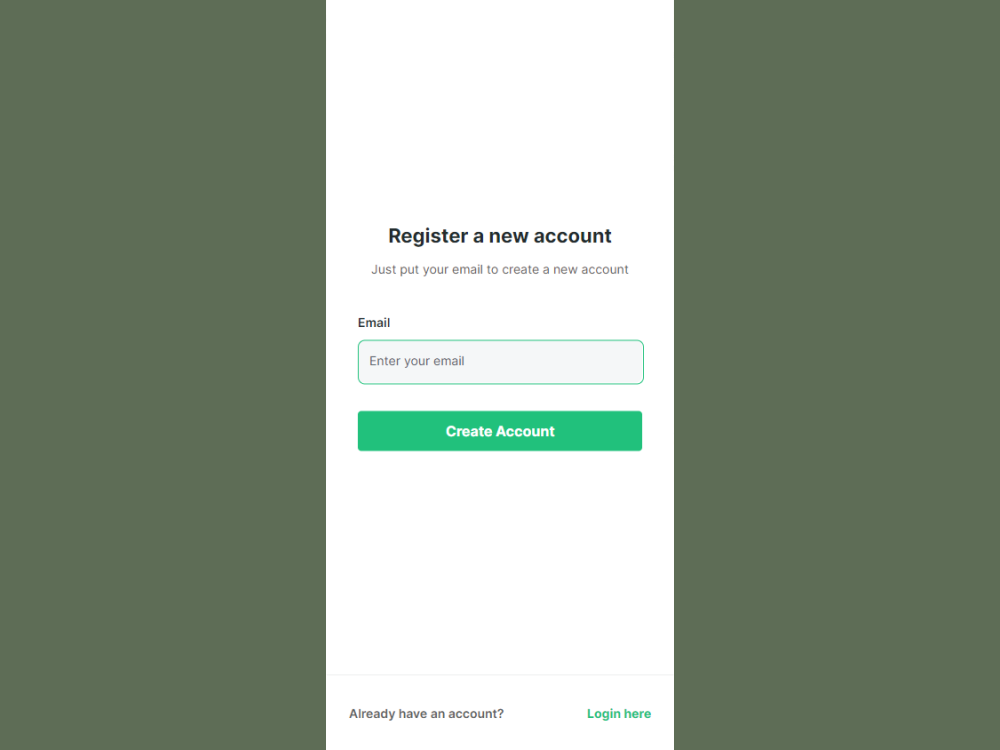 Register a new account
Just put your email to create a new account
Email
Enter your email
Create Account
Already have an account? Login here